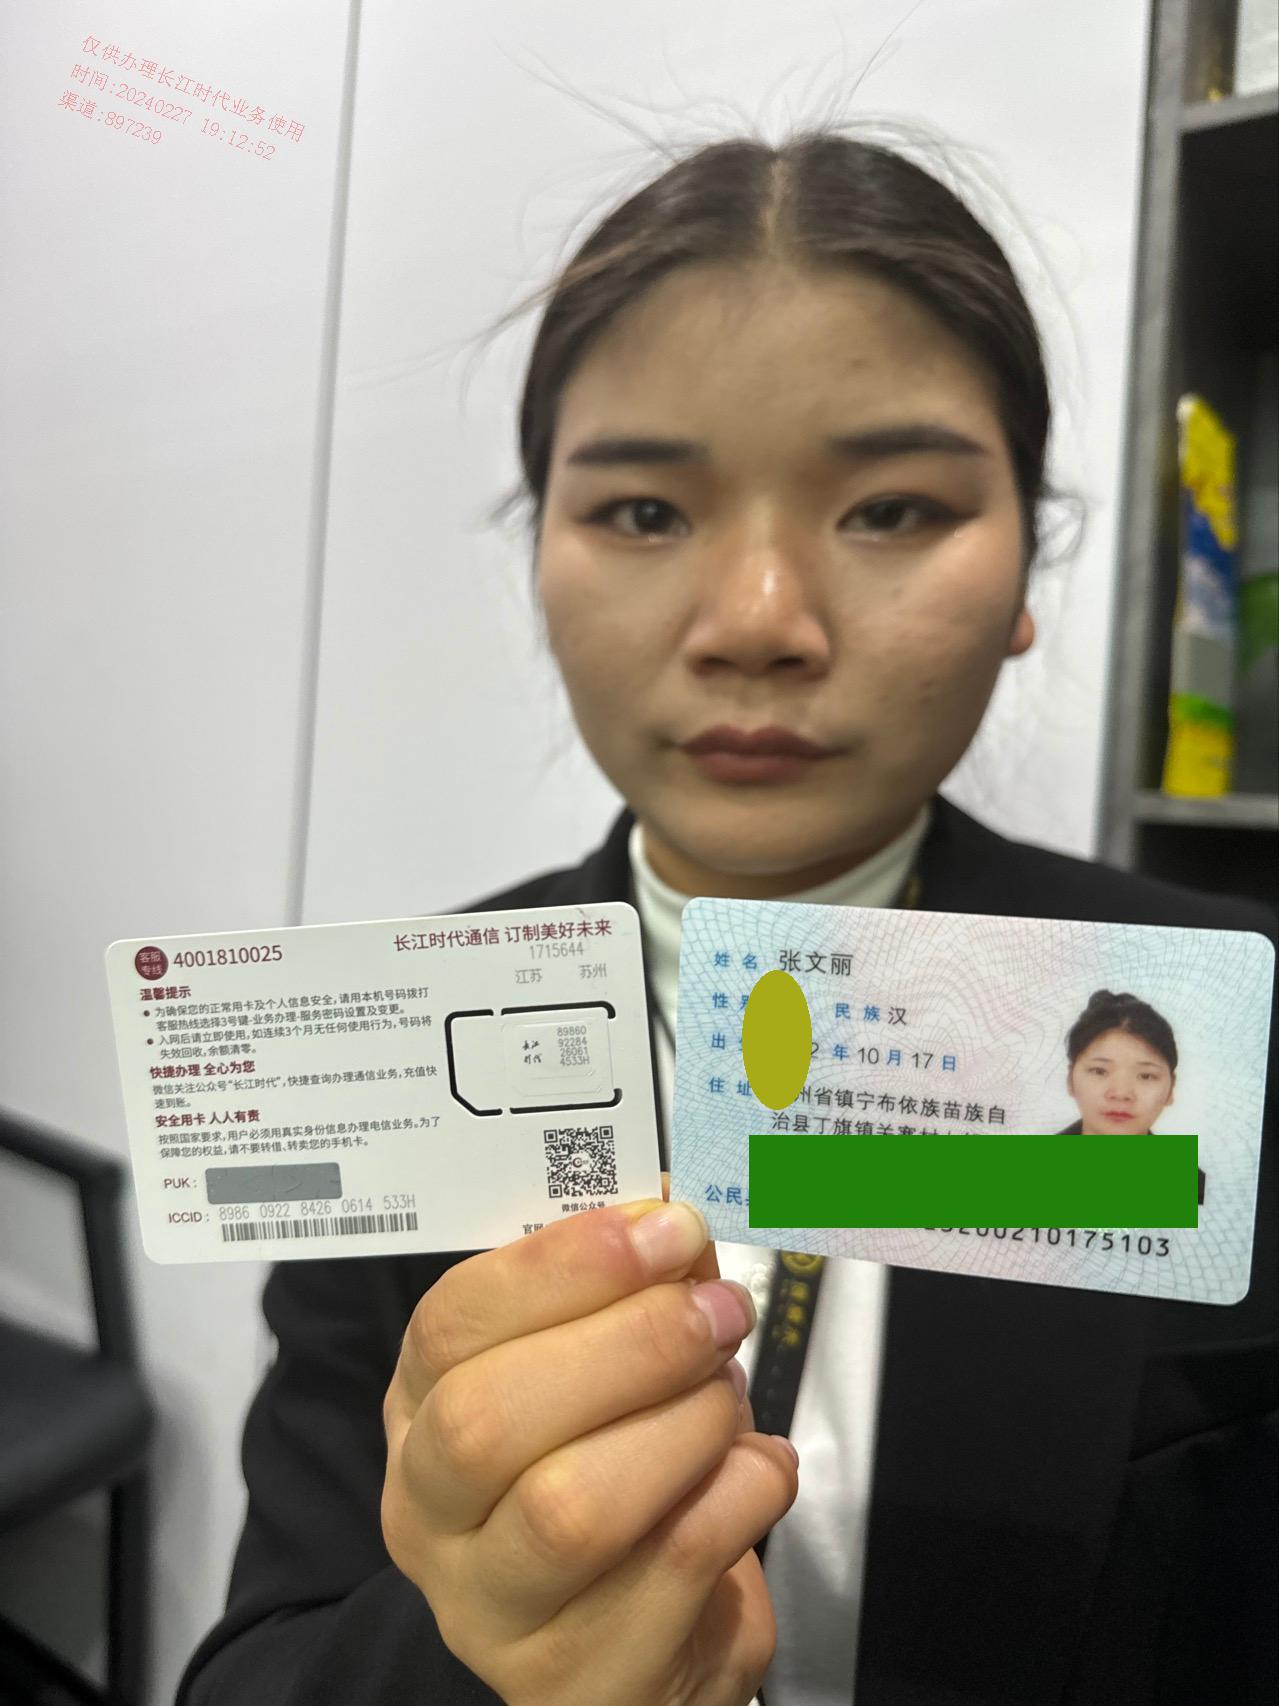 仅供办理长江时代业务使用
时间:20240227 19:12:52
渠道:897239
客服专线 4001810025
长江时代通信 订制美好未来
1715644
江苏 苏州
温馨提示
● 为确保您的正常用卡及个人信息安全,请用本机号码拨打
客服热线选择3号键-业务办理-服务密码设置及变更。
● 入网后请立即使用,如连续3个月无任何使用行为,号码将
失效回收,余额清零。
快捷办理 全心为您
微信关注公众号“长江时代”,快捷查询办理通信业务,充值快
速到账。
安全用卡 人人有责
按照国家要求,用户必须用真实身份信息办理电信业务。为了
保障您的权益,请不要转借、转卖您的手机卡。
长江
时代
89860
92284
26061
4533H
PUK:
ICCID: 8986 0922 8426 0614 533H
微信公众号
官网
姓名 张文丽
性 民族 汉
出 2 年 10 月 17 日
住址 州省镇宁布依族苗族自
治县丁旗镇
公民
200210175103